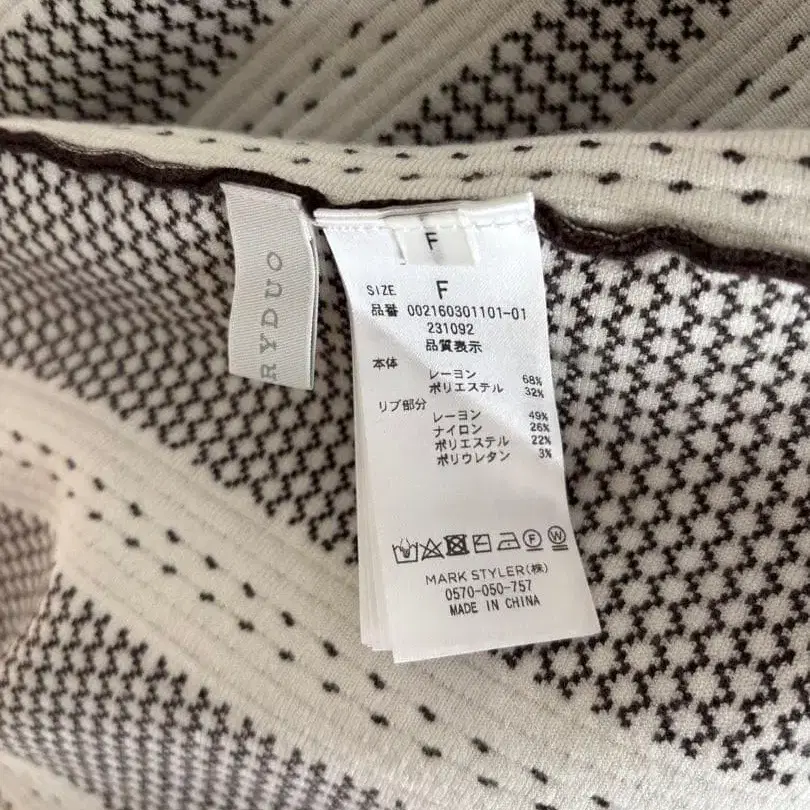 RYDUO
F
SIZE F
品番 002160301101-01
231092
品質表示
本体
レーヨン 68%
ポリエステル 32%
リブ部分
レーヨン 49%
ナイロン 26%
ポリエステル 22%
ポリウレタン 3%
MARK STYLER(株)
0570-050-757
MADE IN CHINA